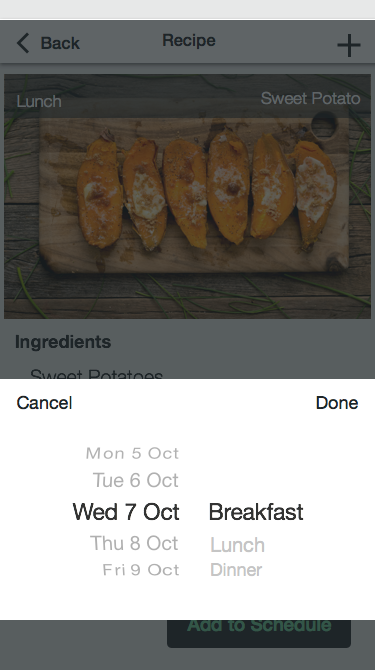 Back Recipe
Lunch Sweet Potato
Ingredients
Sweet Potatoes
Cancel Done
Mon 5 Oct
Tue 6 Oct
Wed 7 Oct Breakfast
Thu 8 Oct Lunch
Fri 9 Oct Dinner
Add to Schedule